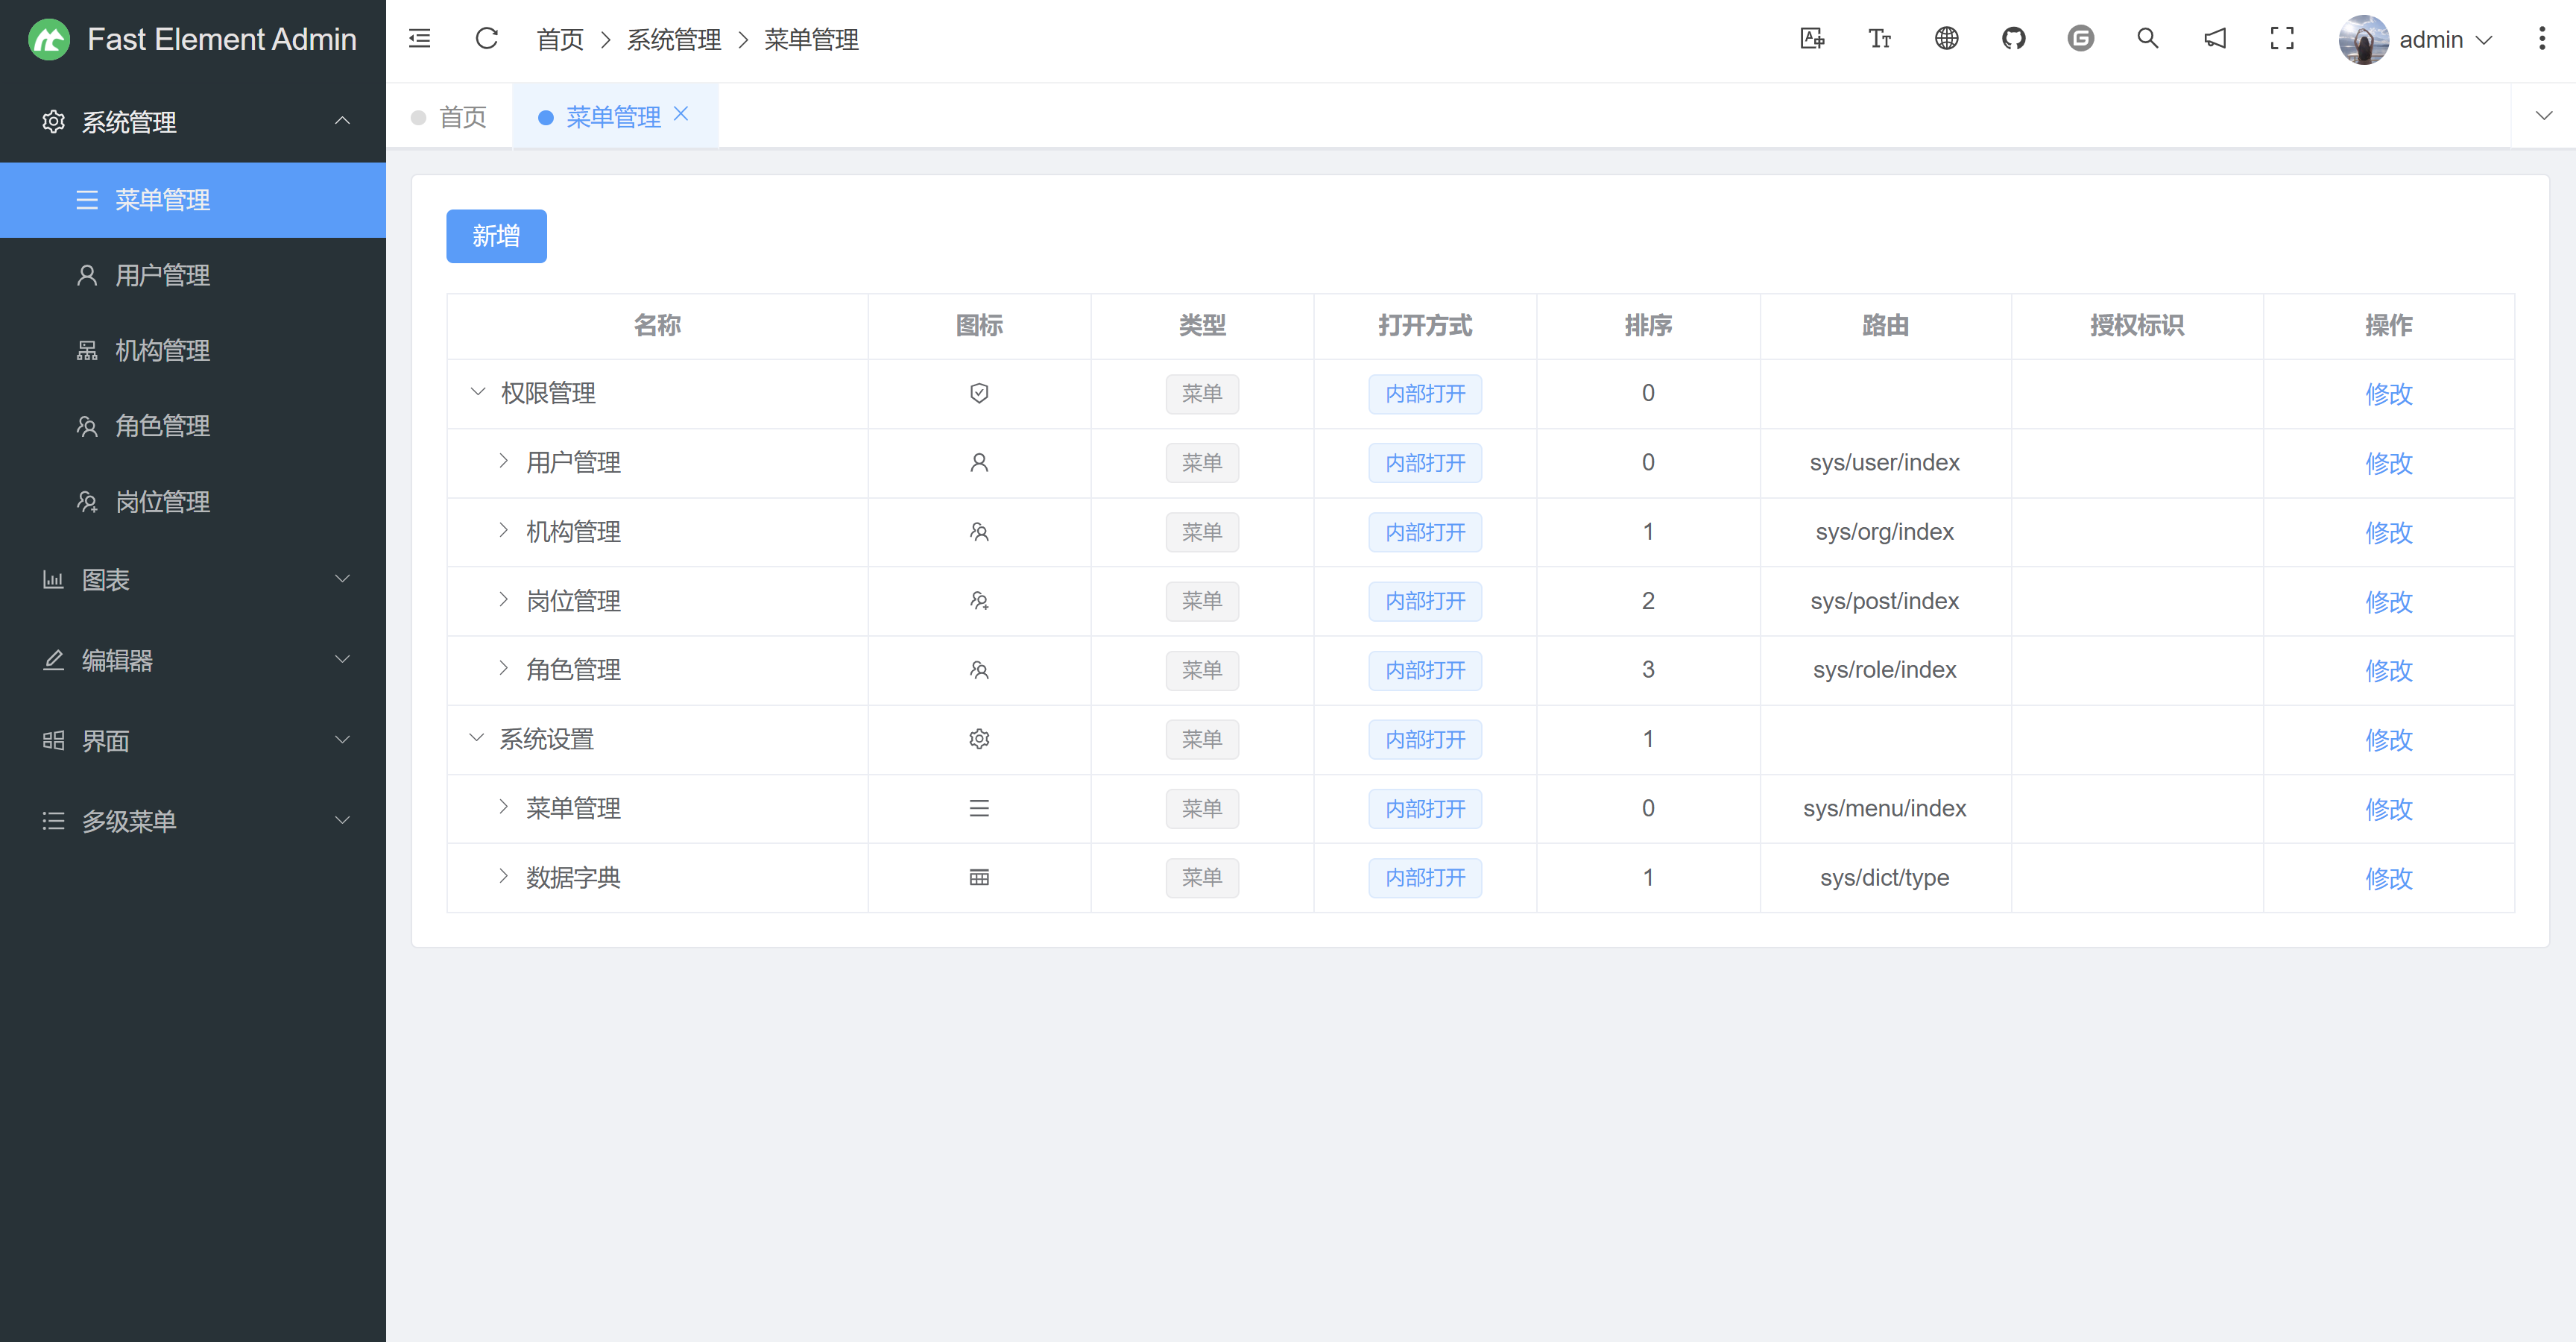 Fast Element Admin
首页 系统管理 菜单管理
admin
首页
菜单管理
系统管理
菜单管理
用户管理
机构管理
角色管理
岗位管理
图表
编辑器
界面
多级菜单
新增
名称 图标 类型 打开方式 排序 路由 授权标识 操作
权限管理 菜单 内部打开 0 修改
用户管理 菜单 内部打开 0 sys/user/index 修改
机构管理 菜单 内部打开 1 sys/org/index 修改
岗位管理 菜单 内部打开 2 sys/post/index 修改
角色管理 菜单 内部打开 3 sys/role/index 修改
系统设置 菜单 内部打开 1 修改
菜单管理 菜单 内部打开 0 sys/menu/index 修改
数据字典 菜单 内部打开 1 sys/dict/type 修改